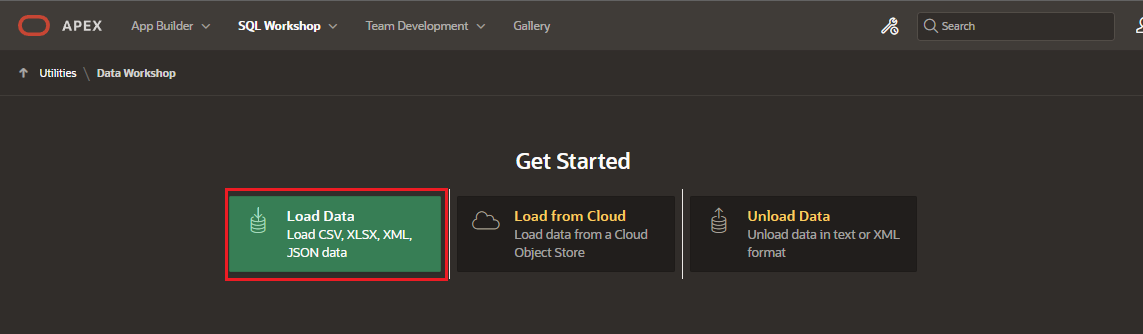 APEX App Builder SQL Workshop Team Development Gallery Search
Utilities \ Data Workshop
Get Started
Load Data
Load CSV, XLSX, XML,
JSON data
Load from Cloud
Load data from a Cloud
Object Store
Unload Data
Unload data in text or XML
format